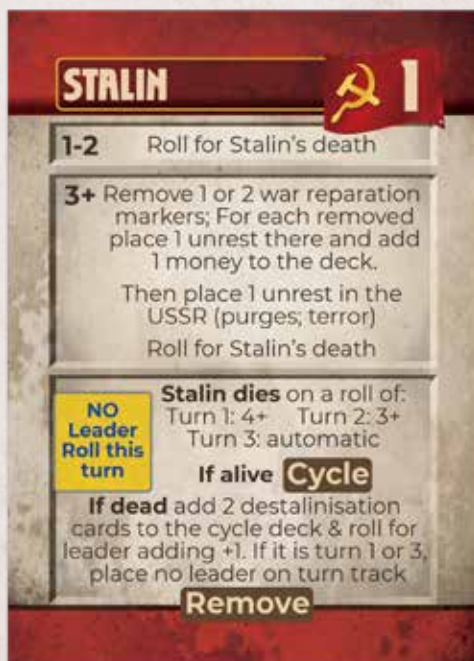 STALIN 1
1-2 Roll for Stalin's death
3+ Remove 1 or 2 war reparation
markers; For each removed
place 1 unrest there and add
1 money to the deck.
Then place 1 unrest in the
USSR (purges; terror)
Roll for Stalin's death
NO
Leader
Roll this
turn
Stalin dies on a roll of:
Turn 1: 4+ Turn 2: 3+
Turn 3: automatic
If alive Cycle
If dead add 2 destalinisation
cards to the cycle deck & roll for
leader adding +1. If it is turn 1 or 3,
place no leader on turn track
Remove